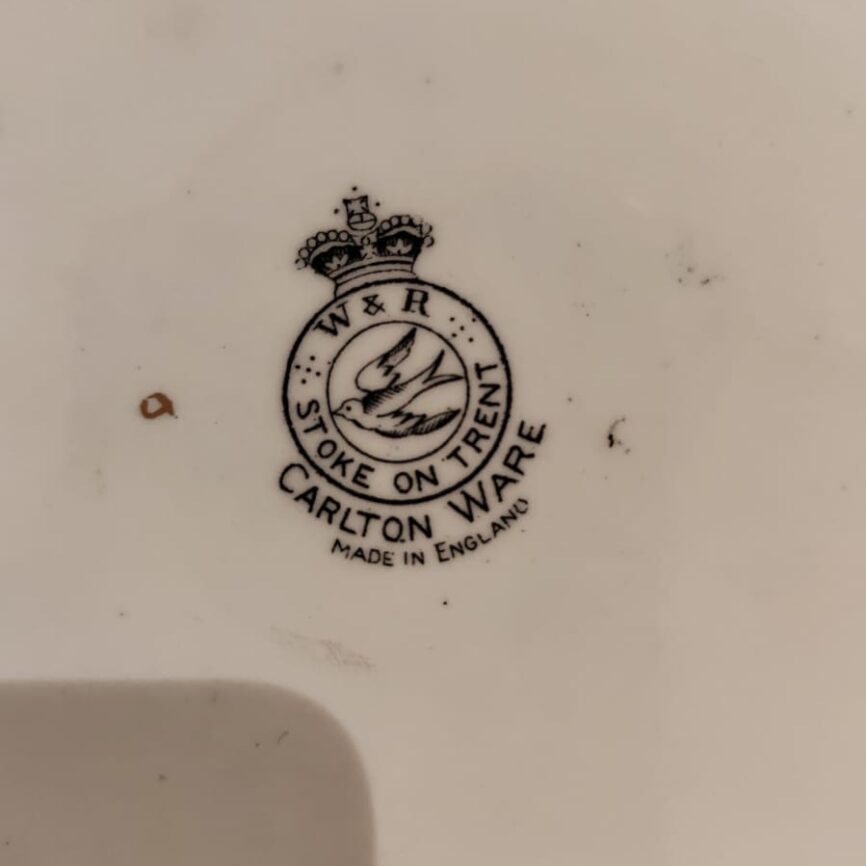 W & R
STOKE ON TRENT
CARLTON WARE
MADE IN ENGLAND
a